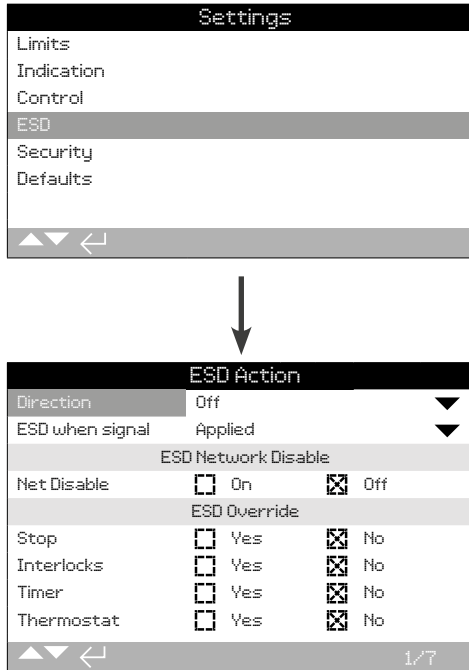 Settings
Limits
Indication
Control
ESD
Security
Defaults
ESD Action
Direction Off
ESD when signal Applied
ESD Network Disable
Net Disable On Off
ESD Override
Stop Yes No
Interlocks Yes No
Timer Yes No
Thermostat Yes No
1/7